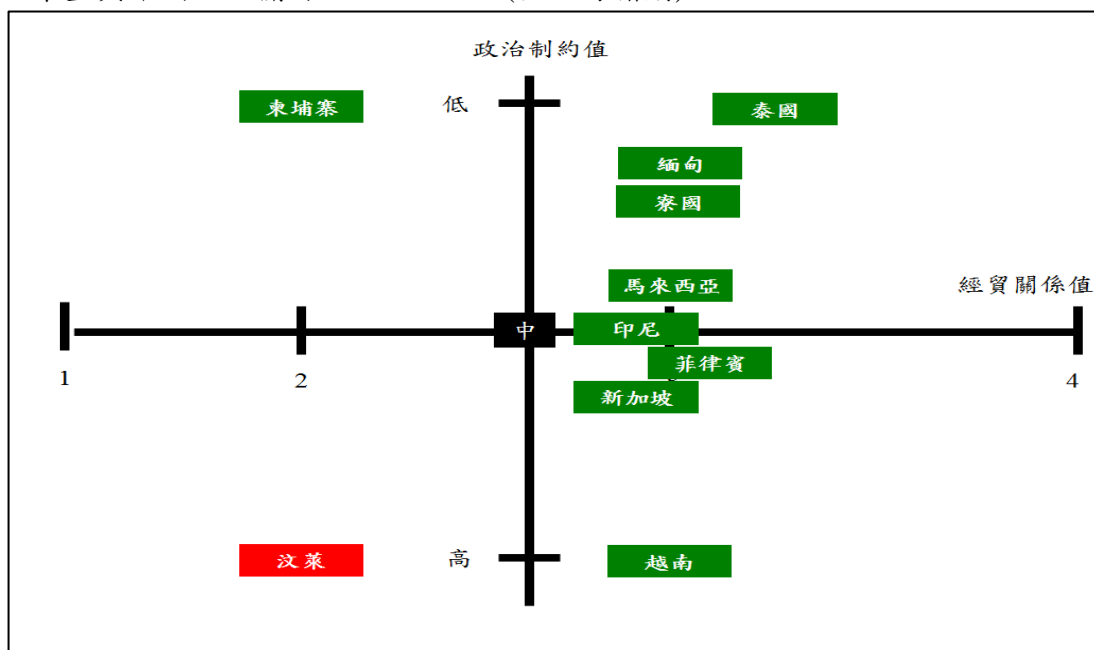 政治制約值
柬埔寨
低
泰國
緬甸
寮國
馬來西亞
經貿關係值
中
印尼
菲律賓
1
2
4
新加坡
汶萊
高
越南